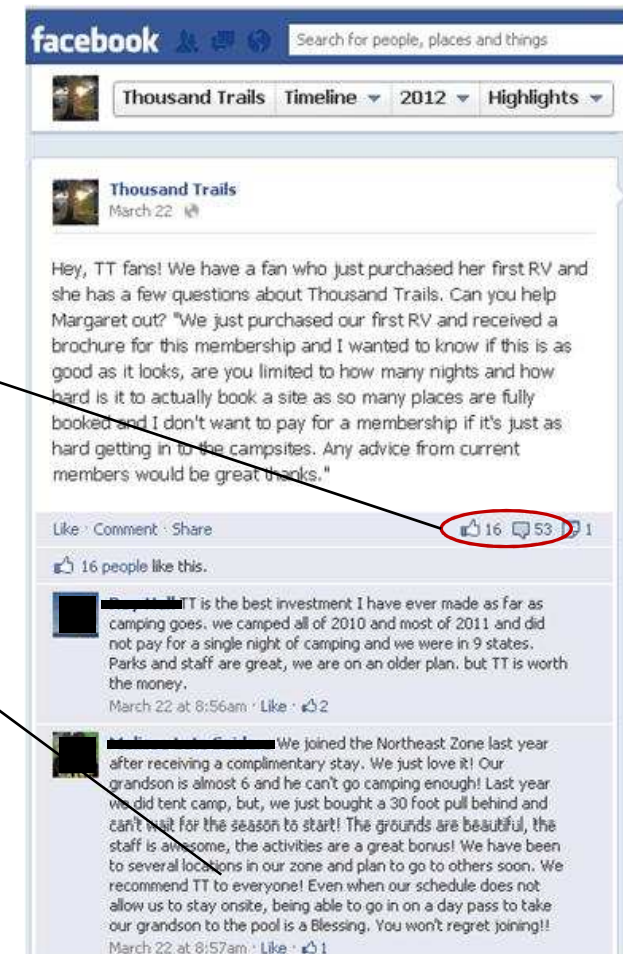 facebook Search for people, places and things
Thousand Trails Timeline 2012 Highlights
Thousand Trails
March 22
Hey, TT fans! We have a fan who just purchased her first RV and
she has a few questions about Thousand Trails. Can you help
Margaret out? "We just purchased our first RV and received a
brochure for this membership and I wanted to know if this is as
good as it looks, are you limited to how many nights and how
hard is it to actually book a site as so many places are fully
booked and I don't want to pay for a membership if it's just as
hard getting in to the campsites. Any advice from current
members would be great thanks."
Like · Comment · Share 16 53 1
16 people like this.
TT is the best investment I have ever made as far as
camping goes. we camped all of 2010 and most of 2011 and did
not pay for a single night of camping and we were in 9 states.
Parks and staff are great, we are on an older plan. but TT is worth
the money.
March 22 at 8:56am · Like · 2
We joined the Northeast Zone last year
after receiving a complimentary stay. We just love it! Our
grandson is almost 6 and he can't go camping enough! Last year
we did tent camp, but, we just bought a 30 foot pull behind and
can't wait for the season to start! The grounds are beautiful, the
staff is awesome, the activities are a great bonus! We have been
to several locations in our zone and plan to go to others soon. We
recommend TT to everyone! Even when our schedule does not
allow us to stay onsite, being able to go in on a day pass to take
our grandson to the pool is a Blessing. You won't regret joining!!
March 22 at 8:57am · Like · 1